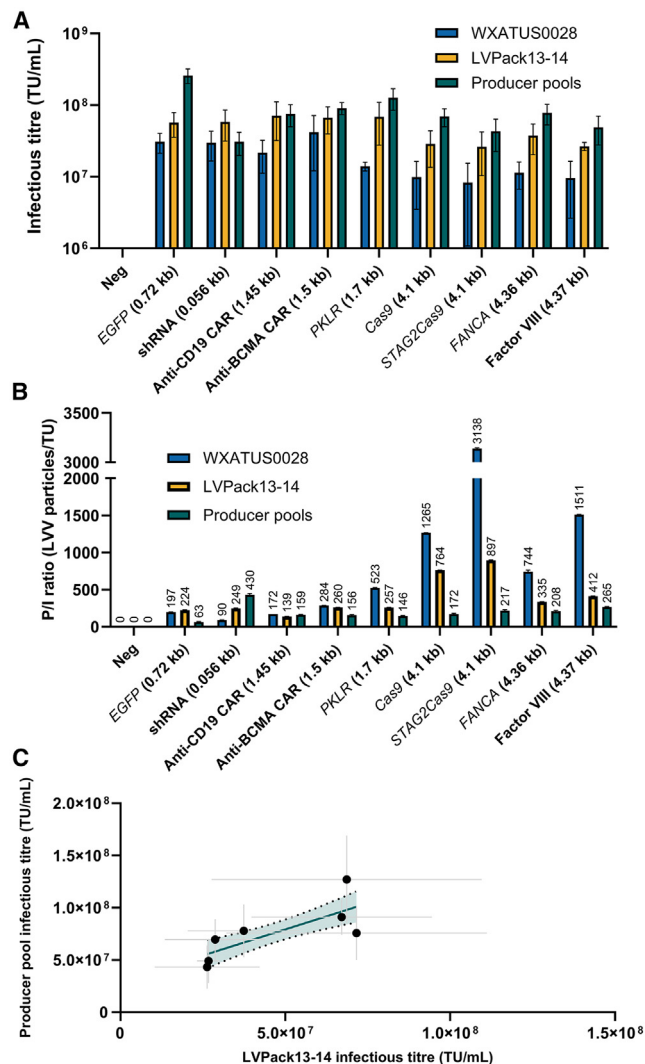 A
Infectious titre (TU/mL)
10⁹
10⁸
10⁷
10⁶
WXATUS0028
LVPack13-14
Producer pools
Neg
EGFP (0.72 kb)
shRNA (0.056 kb)
Anti-CD19 CAR (1.45 kb)
Anti-BCMA CAR (1.5 kb)
PKLR (1.7 kb)
Cas9 (4.1 kb)
STAG2Cas9 (4.1 kb)
FANCA (4.36 kb)
Factor VIII (4.37 kb)
B
P/I ratio (LVV particles/TU)
3500
3000
2000
1500
1000
500
0
WXATUS0028
LVPack13-14
Producer pools
0 0 0
197 224 63
90 249 430
172 139 159
284 260 156
523 257 146
1265 764 172
3138 897 217
744 335 208
1511 412 265
Neg
EGFP (0.72 kb)
shRNA (0.056 kb)
Anti-CD19 CAR (1.45 kb)
Anti-BCMA CAR (1.5 kb)
PKLR (1.7 kb)
Cas9 (4.1 kb)
STAG2Cas9 (4.1 kb)
FANCA (4.36 kb)
Factor VIII (4.37 kb)
C
Producer pool infectious titre (TU/mL)
2.0×10⁸
1.5×10⁸
1.0×10⁸
5.0×10⁷
0
0 5.0×10⁷ 1.0×10⁸ 1.5×10⁸
LVPack13-14 infectious titre (TU/mL)